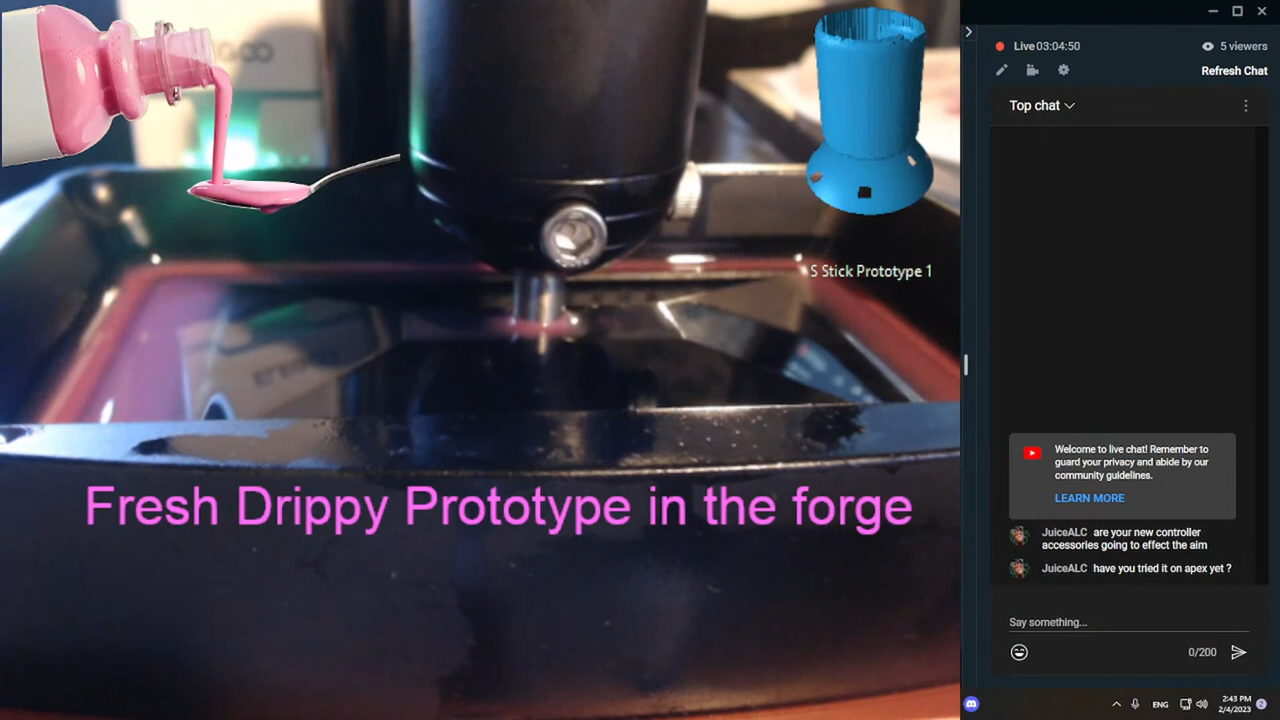 Live 03:04:50
5 viewers
Refresh Chat
Top chat
S Stick Prototype 1
Welcome to live chat! Remember to
guard your privacy and abide by our
community guidelines.
LEARN MORE
Fresh Drippy Prototype in the forge
JuiceALC are your new controller
accessories going to effect the aim
JuiceALC have you tried it on apex yet ?
Say something...
0/200
ENG
2:43 PM
2/4/2023
2